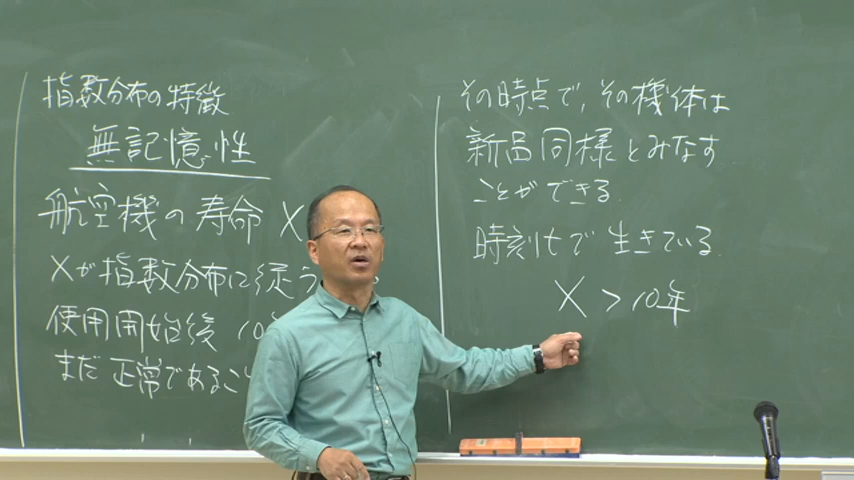 指数分布の特徴
無記憶性
航空機の寿命 X
Xが指数分布に従う
使用開始後 10
まだ正常であること
その時点で,その機体は
新品同様とみなす
ことができる.
時刻tで生きている.
X > 10年